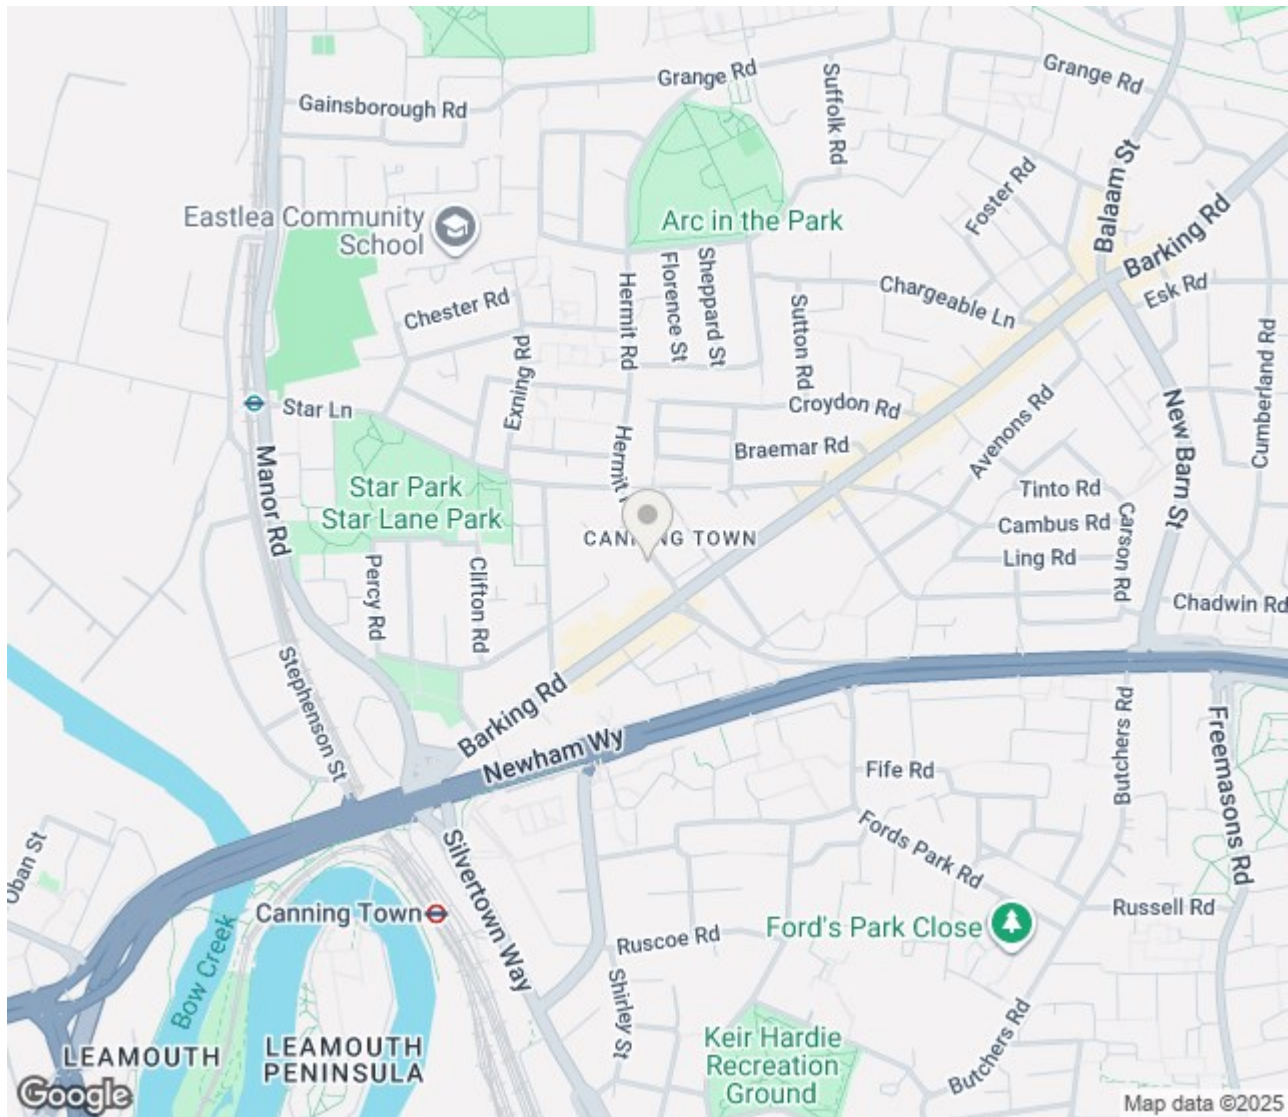 Grange Rd
Grange Rd
Gainsborough Rd
Suffolk Rd
Balaam St
Foster Rd
Barking Rd
Eastlea Community
School
Arc in the Park
Esk Rd
Chester Rd
Hermit Rd
Florence St
Sheppard St
Sutton Rd
Chargeable Ln
Cumberland Rd
Exning Rd
Star Ln
Croydon Rd
Avenons Rd
New Barn St
Manor Rd
Hermit
Braemar Rd
Star Park
Star Lane Park
Tinto Rd
Cambus Rd
Carson Rd
CANNING TOWN
Ling Rd
Percy Rd
Clifton Rd
Chadwin Rd
Stephenson St
Barking Rd
Newham Wy
Butchers Rd
Freemasons Rd
Fife Rd
Fords Park Rd
Oban St
Silvertown Way
Canning Town
Ford's Park Close
Russell Rd
Bow Creek
Ruscoe Rd
Shirley St
LEAMOUTH
LEAMOUTH
PENINSULA
Keir Hardie
Recreation
Ground
Butchers Rd
Google
Map data ©2025